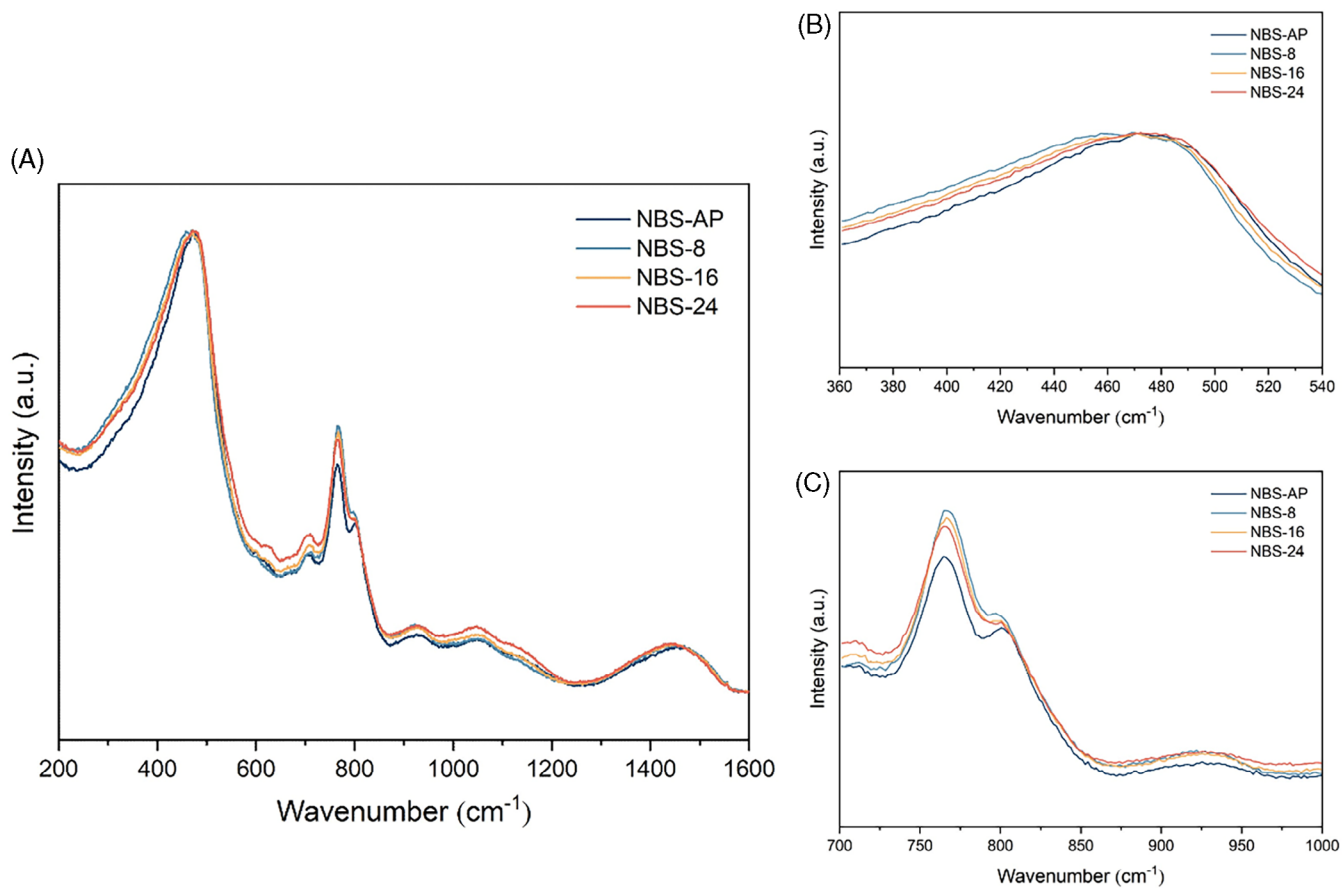 (A)
NBS-AP
NBS-8
NBS-16
NBS-24
Intensity (a.u.)
200 400 600 800 1000 1200 1400 1600
Wavenumber (cm-1)
(B)
NBS-AP
NBS-8
NBS-16
NBS-24
Intensity (a.u.)
360 380 400 420 440 460 480 500 520 540
Wavenumber (cm-1)
(C)
NBS-AP
NBS-8
NBS-16
NBS-24
Intensity (a.u.)
700 750 800 850 900 950 1000
Wavenumber (cm-1)